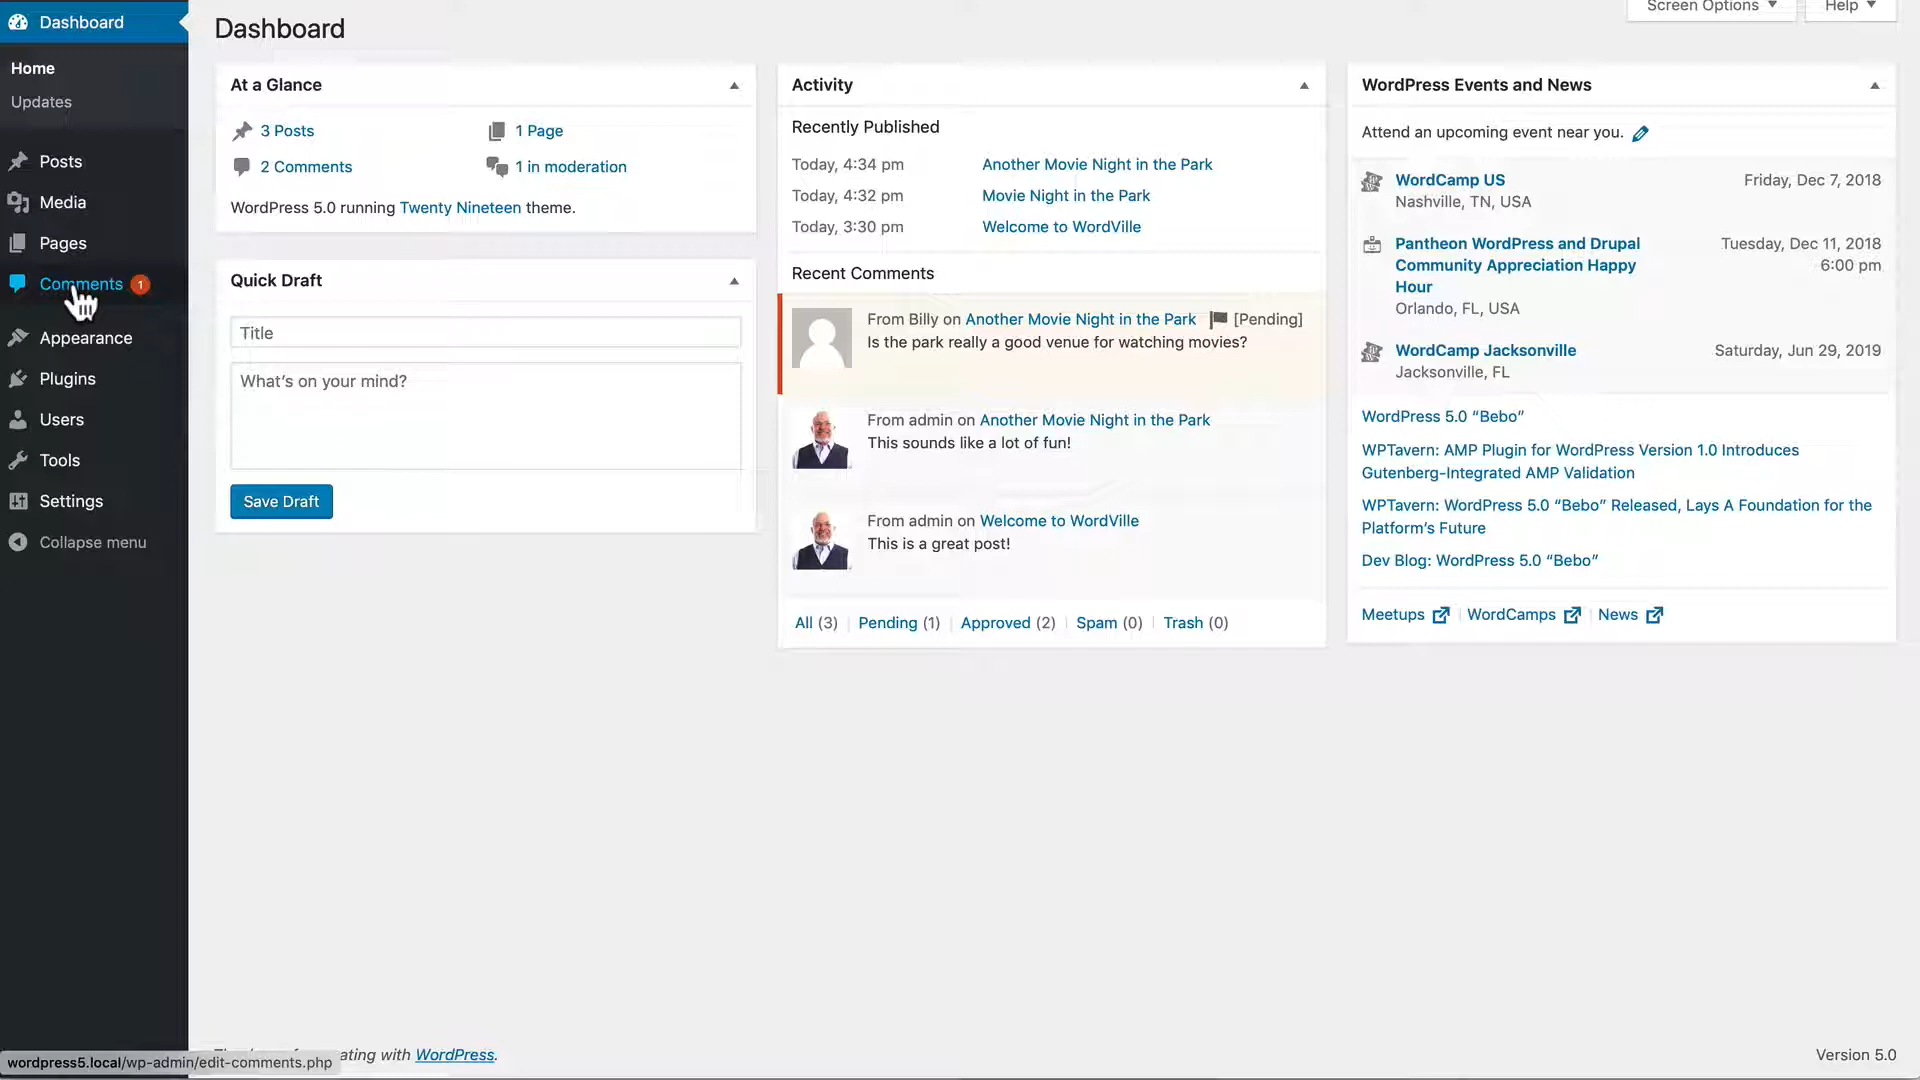 Dashboard
Home
Updates
Posts
Media
Pages
Comments 1
Appearance
Plugins
Users
Tools
Settings
Collapse menu
Dashboard
Screen Options
Help
At a Glance
3 Posts
1 Page
2 Comments
1 in moderation
WordPress 5.0 running Twenty Nineteen theme.
Quick Draft
Title
What's on your mind?
Save Draft
Activity
Recently Published
Today, 4:34 pm Another Movie Night in the Park
Today, 4:32 pm Movie Night in the Park
Today, 3:30 pm Welcome to WordVille
Recent Comments
From Billy on Another Movie Night in the Park [Pending]
Is the park really a good venue for watching movies?
From admin on Another Movie Night in the Park
This sounds like a lot of fun!
From admin on Welcome to WordVille
This is a great post!
All (3) | Pending (1) | Approved (2) | Spam (0) | Trash (0)
WordPress Events and News
Attend an upcoming event near you.
WordCamp US Friday, Dec 7, 2018
Nashville, TN, USA
Pantheon WordPress and Drupal Tuesday, Dec 11, 2018
Community Appreciation Happy 6:00 pm
Hour
Orlando, FL, USA
WordCamp Jacksonville Saturday, Jun 29, 2019
Jacksonville, FL
WordPress 5.0 “Bebo”
WPTavern: AMP Plugin for WordPress Version 1.0 Introduces
Gutenberg-Integrated AMP Validation
WPTavern: WordPress 5.0 “Bebo” Released, Lays A Foundation for the
Platform’s Future
Dev Blog: WordPress 5.0 “Bebo”
Meetups | WordCamps | News
ating with WordPress.
Version 5.0
wordpress5.local/wp-admin/edit-comments.php